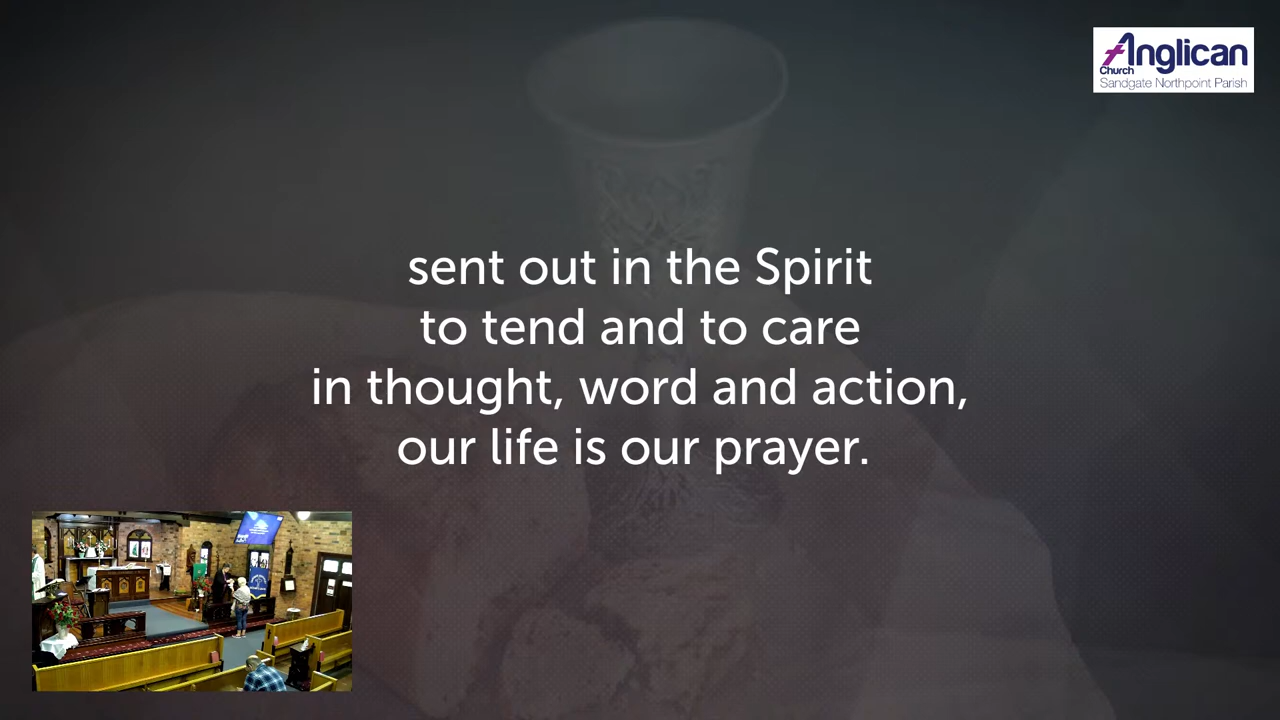 Anglican
Church
Sandgate Northpoint Parish
sent out in the Spirit
to tend and to care
in thought, word and action,
our life is our prayer.